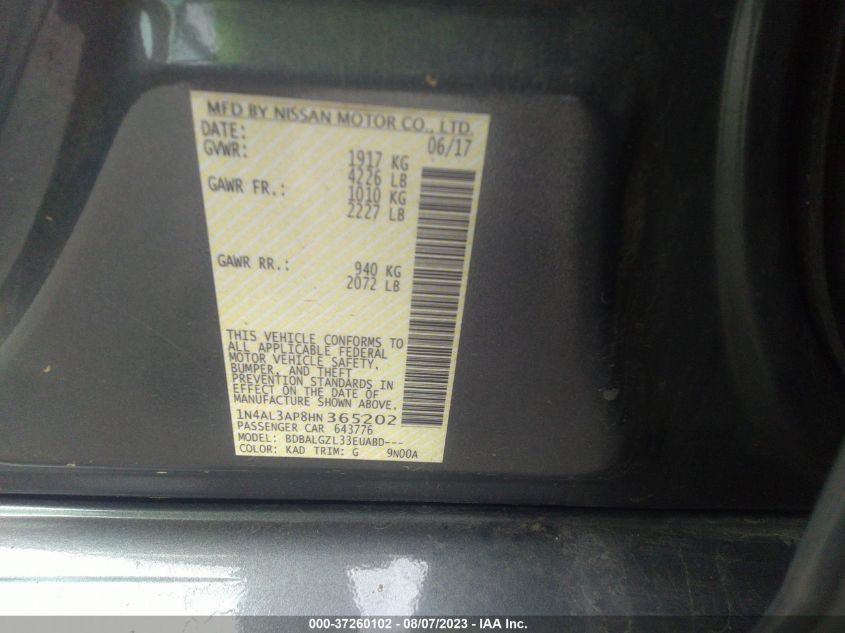 MFD BY NISSAN MOTOR CO., LTD.
DATE: 06/17
GVWR: 1917 KG
4226 LB
GAWR FR.: 1010 KG
2227 LB
GAWR RR.: 940 KG
2072 LB
THIS VEHICLE CONFORMS TO
ALL APPLICABLE FEDERAL
MOTOR VEHICLE SAFETY,
BUMPER, AND THEFT
PREVENTION STANDARDS IN
EFFECT ON THE DATE OF
MANUFACTURE SHOWN ABOVE.
1N4AL3AP8HN 365202
PASSENGER CAR 643776
MODEL: BDBALGZL33EUABD---
COLOR: KAD TRIM: G 9N00A
000-37260102 - 08/07/2023 - IAA Inc.